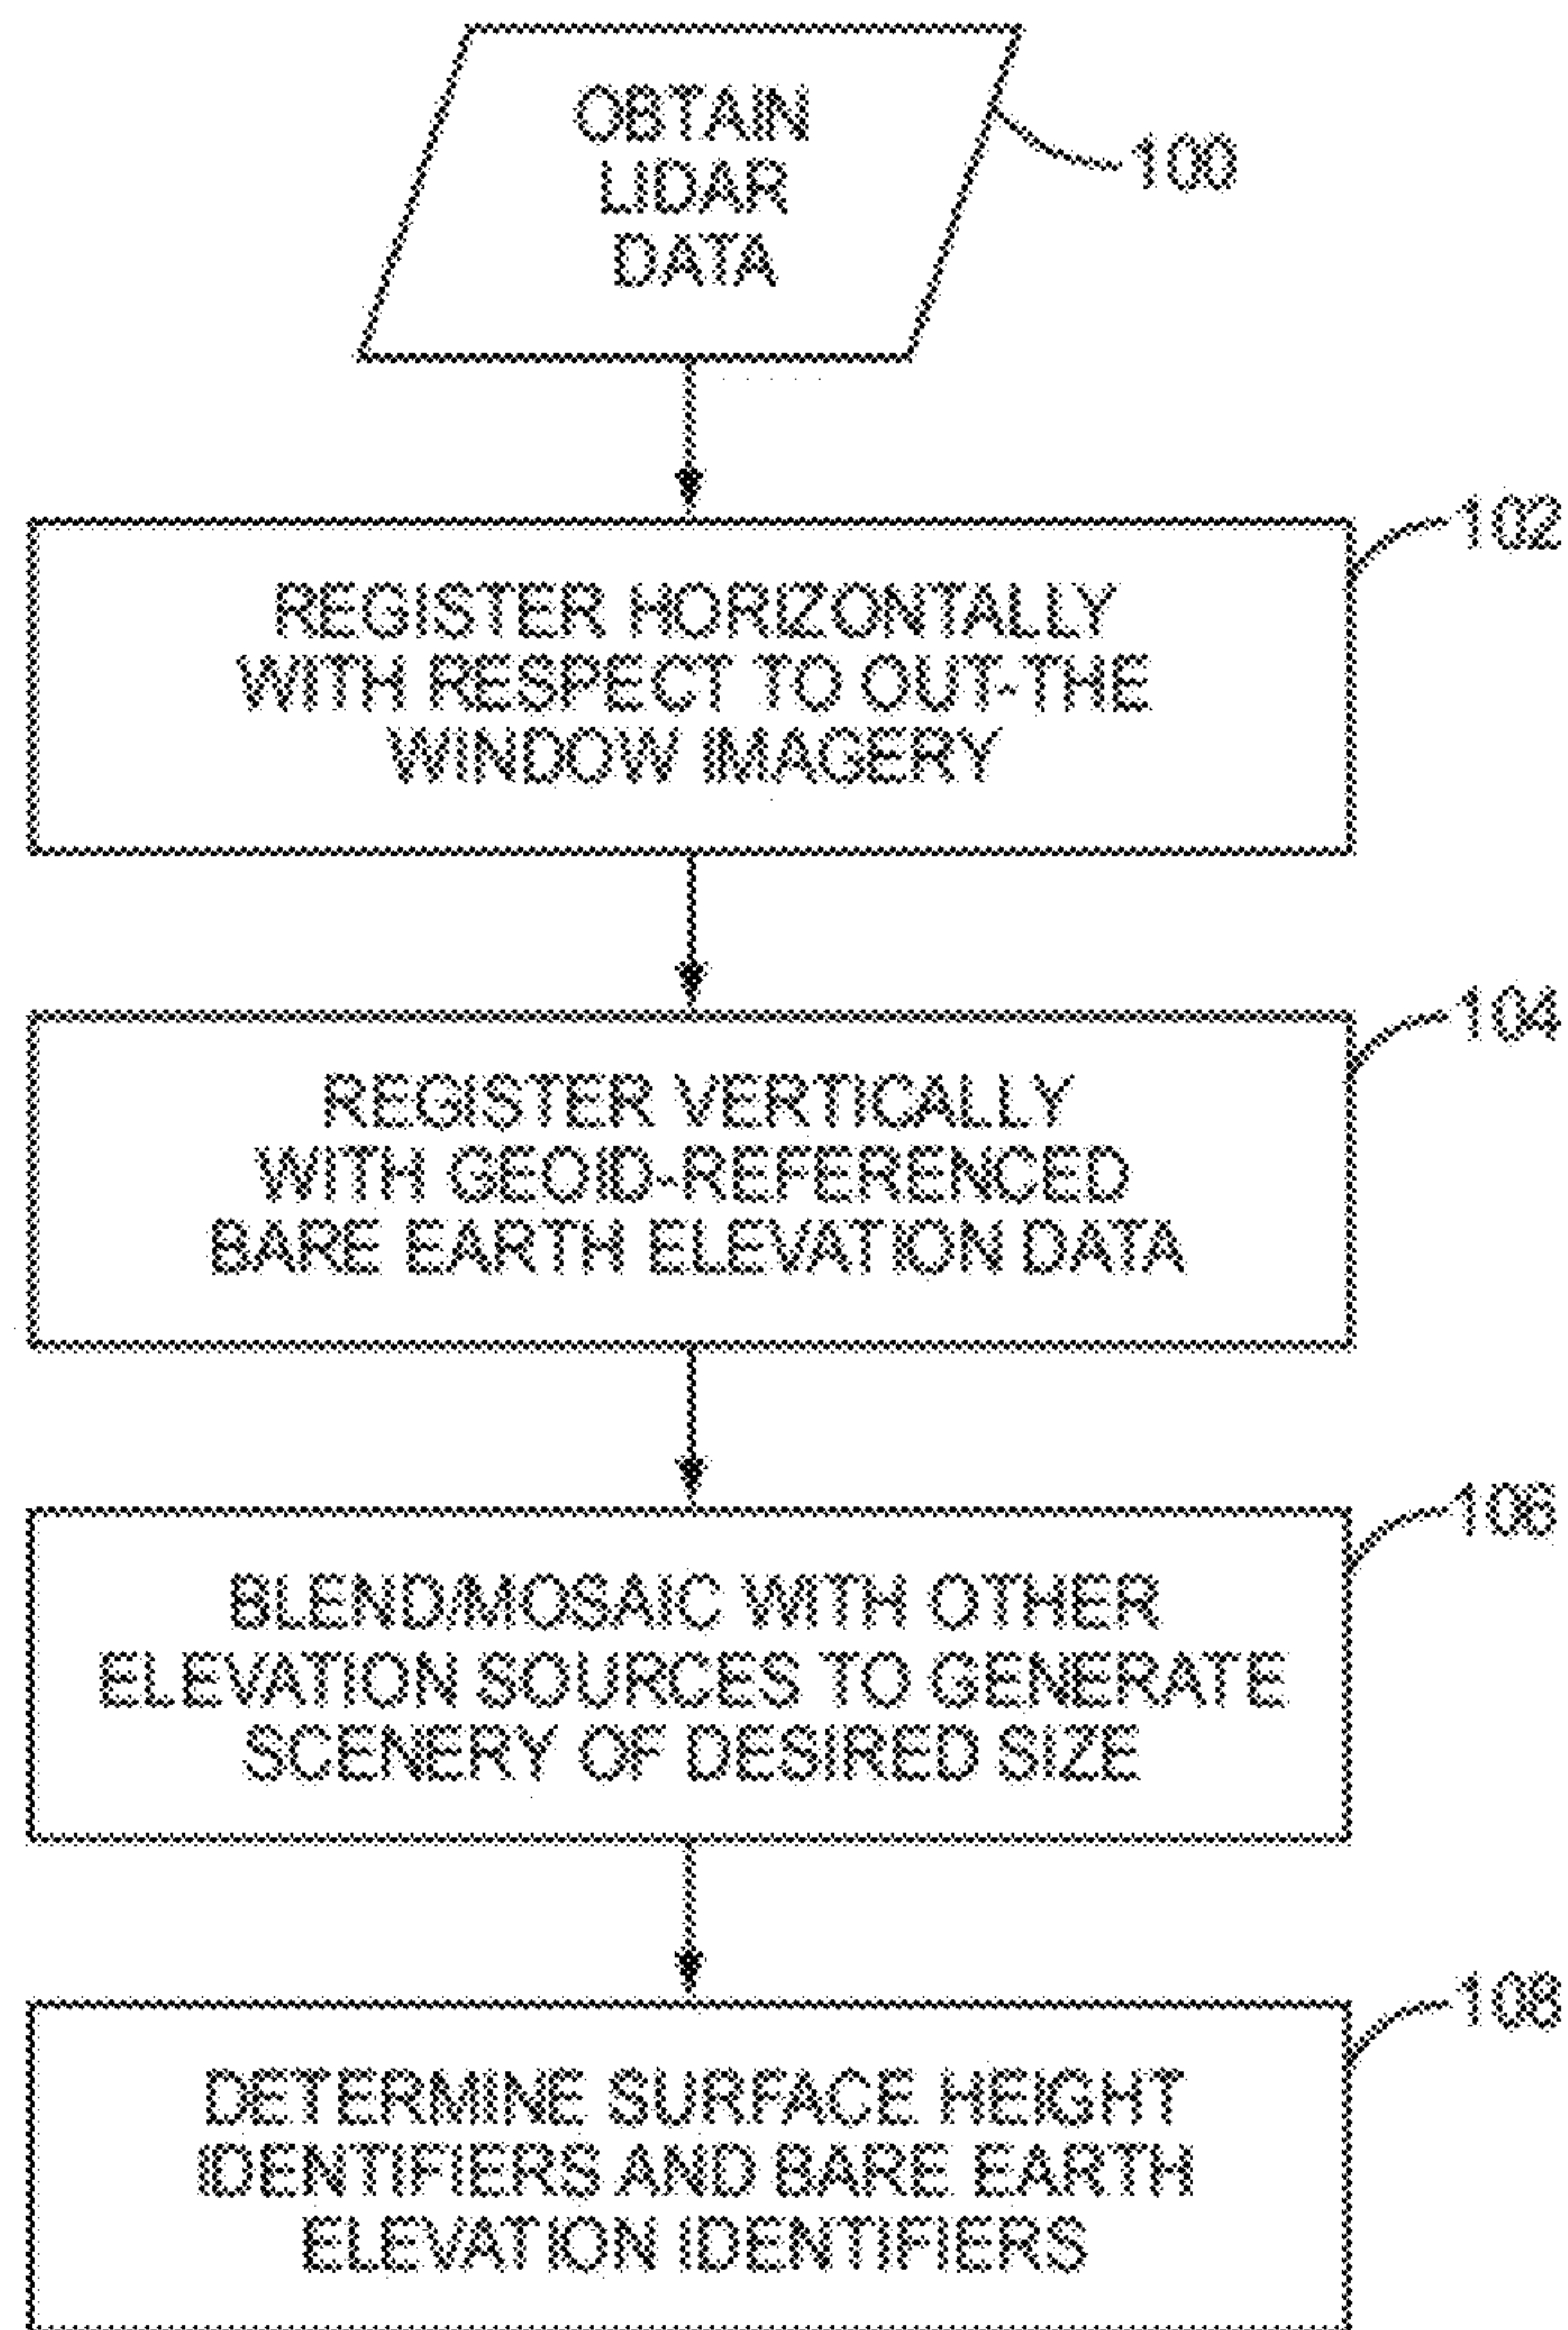 OBTAIN
LIDAR
DATA
100
102
REGISTER HORIZONTALLY
WITH RESPECT TO OUT-THE
WINDOW IMAGERY
104
REGISTER VERTICALLY
WITH GEOID-REFERENCED
BARE EARTH ELEVATION DATA
106
BLEND/MOSAIC WITH OTHER
ELEVATION SOURCES TO GENERATE
SCENERY OF DESIRED SIZE
108
DETERMINE SURFACE HEIGHT
IDENTIFIERS AND BARE EARTH
ELEVATION IDENTIFIERS